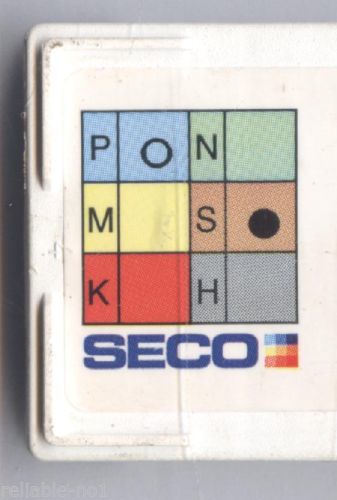 P N
M S
K H
SECO
reliable-no1